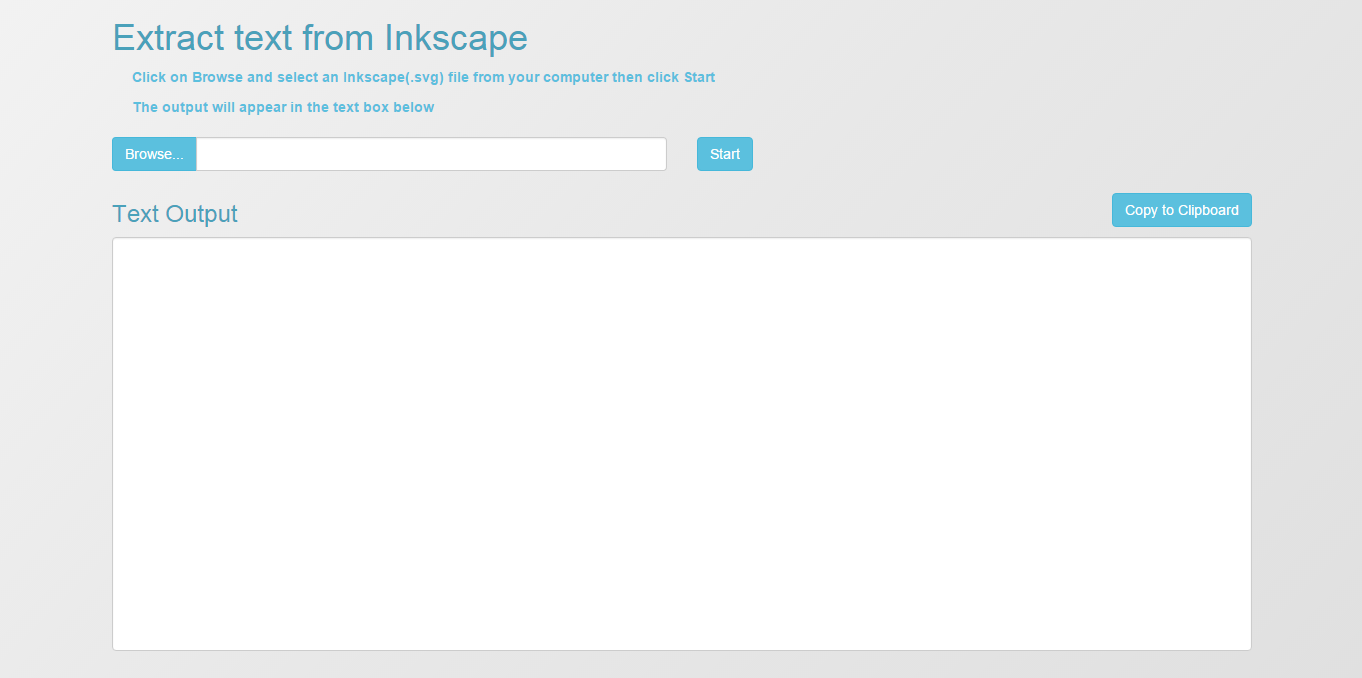 Extract text from Inkscape
Click on Browse and select an Inkscape(.svg) file from your computer then click Start
The output will appear in the text box below
Browse...
Start
Text Output
Copy to Clipboard